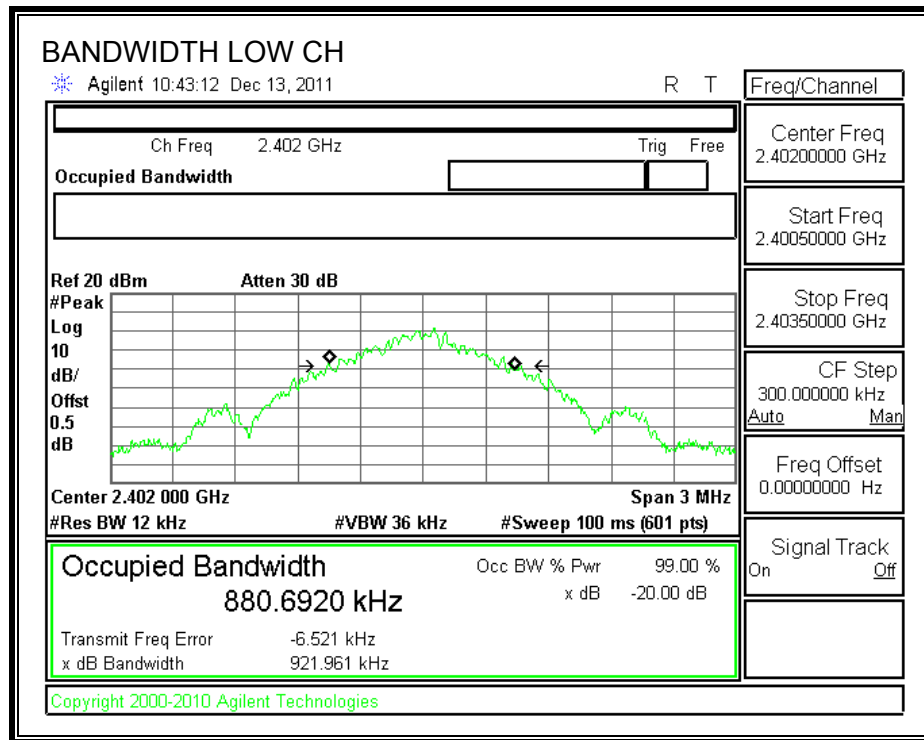 BANDWIDTH LOW CH
Agilent 10:43:12 Dec 13, 2011 R T
Ch Freq 2.402 GHz Trig Free
Occupied Bandwidth
Ref 20 dBm Atten 30 dB
#Peak
Log
10
dB/
Offst
0.5
dB
Center 2.402 000 GHz Span 3 MHz
#Res BW 12 kHz #VBW 36 kHz #Sweep 100 ms (601 pts)
Occupied Bandwidth
880.6920 kHz
Occ BW % Pwr 99.00 %
x dB -20.00 dB
Transmit Freq Error -6.521 kHz
x dB Bandwidth 921.961 kHz
Copyright 2000-2010 Agilent Technologies
Freq/Channel
Center Freq
2.40200000 GHz
Start Freq
2.40050000 GHz
Stop Freq
2.40350000 GHz
CF Step
300.000000 kHz
Auto Man
Freq Offset
0.00000000 Hz
Signal Track
On Off